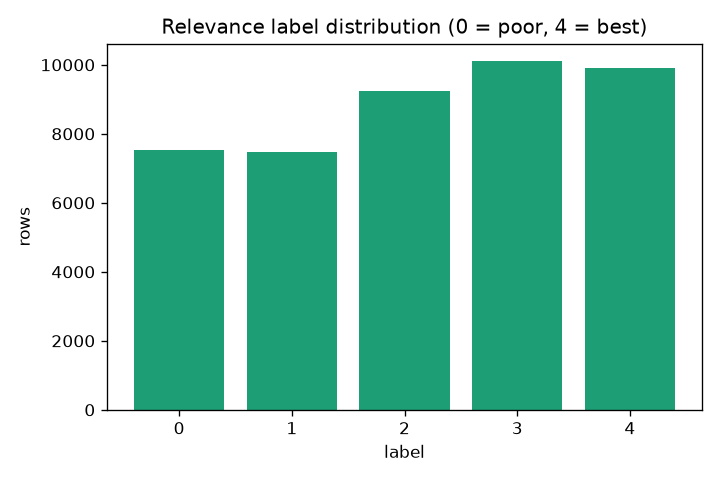 Relevance label distribution (0 = poor, 4 = best)
10000
8000
6000
4000
2000
0
rows
0 1 2 3 4
label